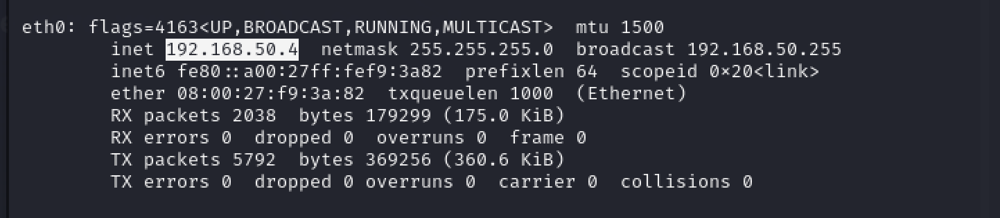 eth0: flags=4163<UP,BROADCAST,RUNNING,MULTICAST>  mtu 1500
        inet 192.168.50.4  netmask 255.255.255.0  broadcast 192.168.50.255
        inet6 fe80::a00:27ff:fef9:3a82  prefixlen 64  scopeid 0×20<link>
        ether 08:00:27:f9:3a:82  txqueuelen 1000  (Ethernet)
        RX packets 2038  bytes 179299 (175.0 KiB)
        RX errors 0  dropped 0  overruns 0  frame 0
        TX packets 5792  bytes 369256 (360.6 KiB)
        TX errors 0  dropped 0 overruns 0  carrier 0  collisions 0